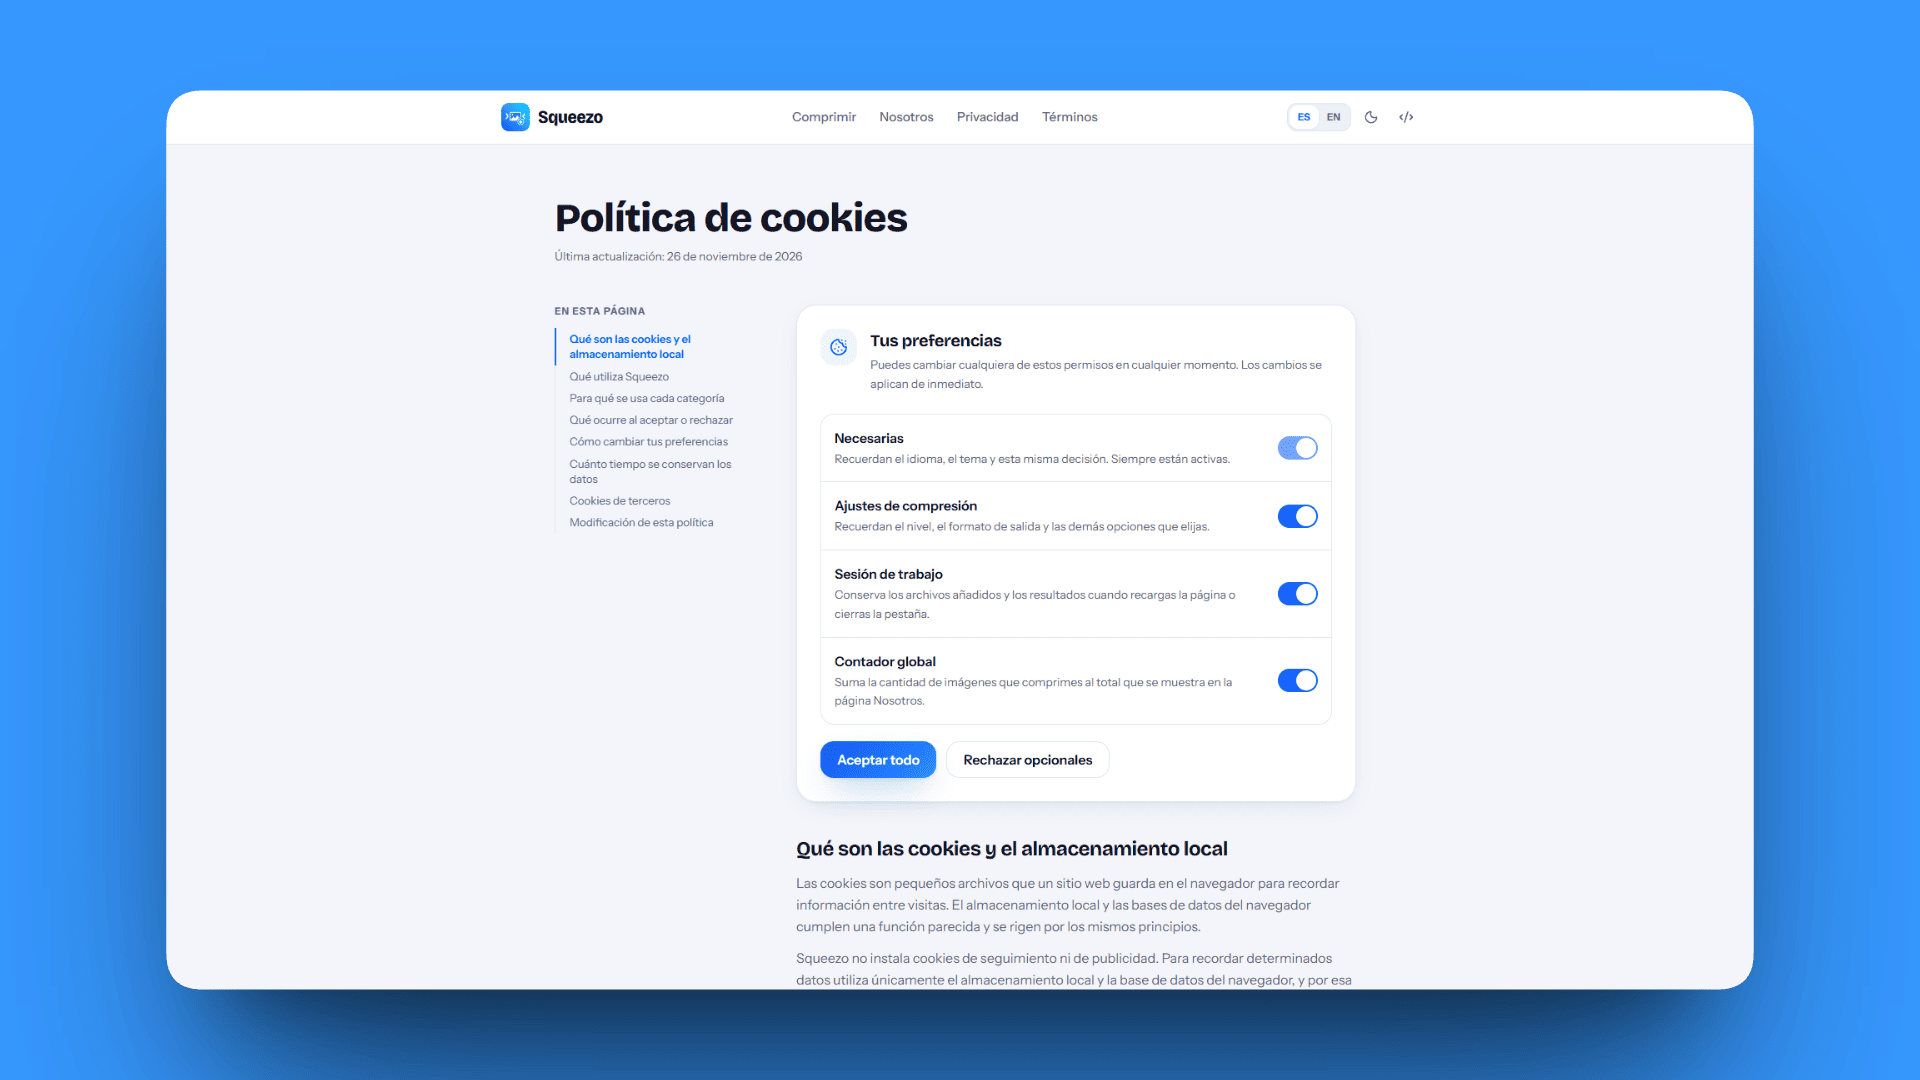 Squeezo
Comprimir
Nosotros
Privacidad
Términos
ES
EN
Política de cookies
Última actualización: 26 de noviembre de 2026
EN ESTA PÁGINA
Qué son las cookies y el
almacenamiento local
Qué utiliza Squeezo
Para qué se usa cada categoría
Qué ocurre al aceptar o rechazar
Cómo cambiar tus preferencias
Cuánto tiempo se conservan los
datos
Cookies de terceros
Modificación de esta política
Tus preferencias
Puedes cambiar cualquiera de estos permisos en cualquier momento. Los cambios se
aplican de inmediato.
Necesarias
Recuerdan el idioma, el tema y esta misma decisión. Siempre están activas.
Ajustes de compresión
Recuerdan el nivel, el formato de salida y las demás opciones que elijas.
Sesión de trabajo
Conserva los archivos añadidos y los resultados cuando recargas la página o
cierras la pestaña.
Contador global
Suma la cantidad de imágenes que comprimes al total que se muestra en la
página Nosotros.
Aceptar todo
Rechazar opcionales
Qué son las cookies y el almacenamiento local
Las cookies son pequeños archivos que un sitio web guarda en el navegador para recordar
información entre visitas. El almacenamiento local y las bases de datos del navegador
cumplen una función parecida y se rigen por los mismos principios.
Squeezo no instala cookies de seguimiento ni de publicidad. Para recordar determinados
datos utiliza únicamente el almacenamiento local y la base de datos del navegador, y por esa